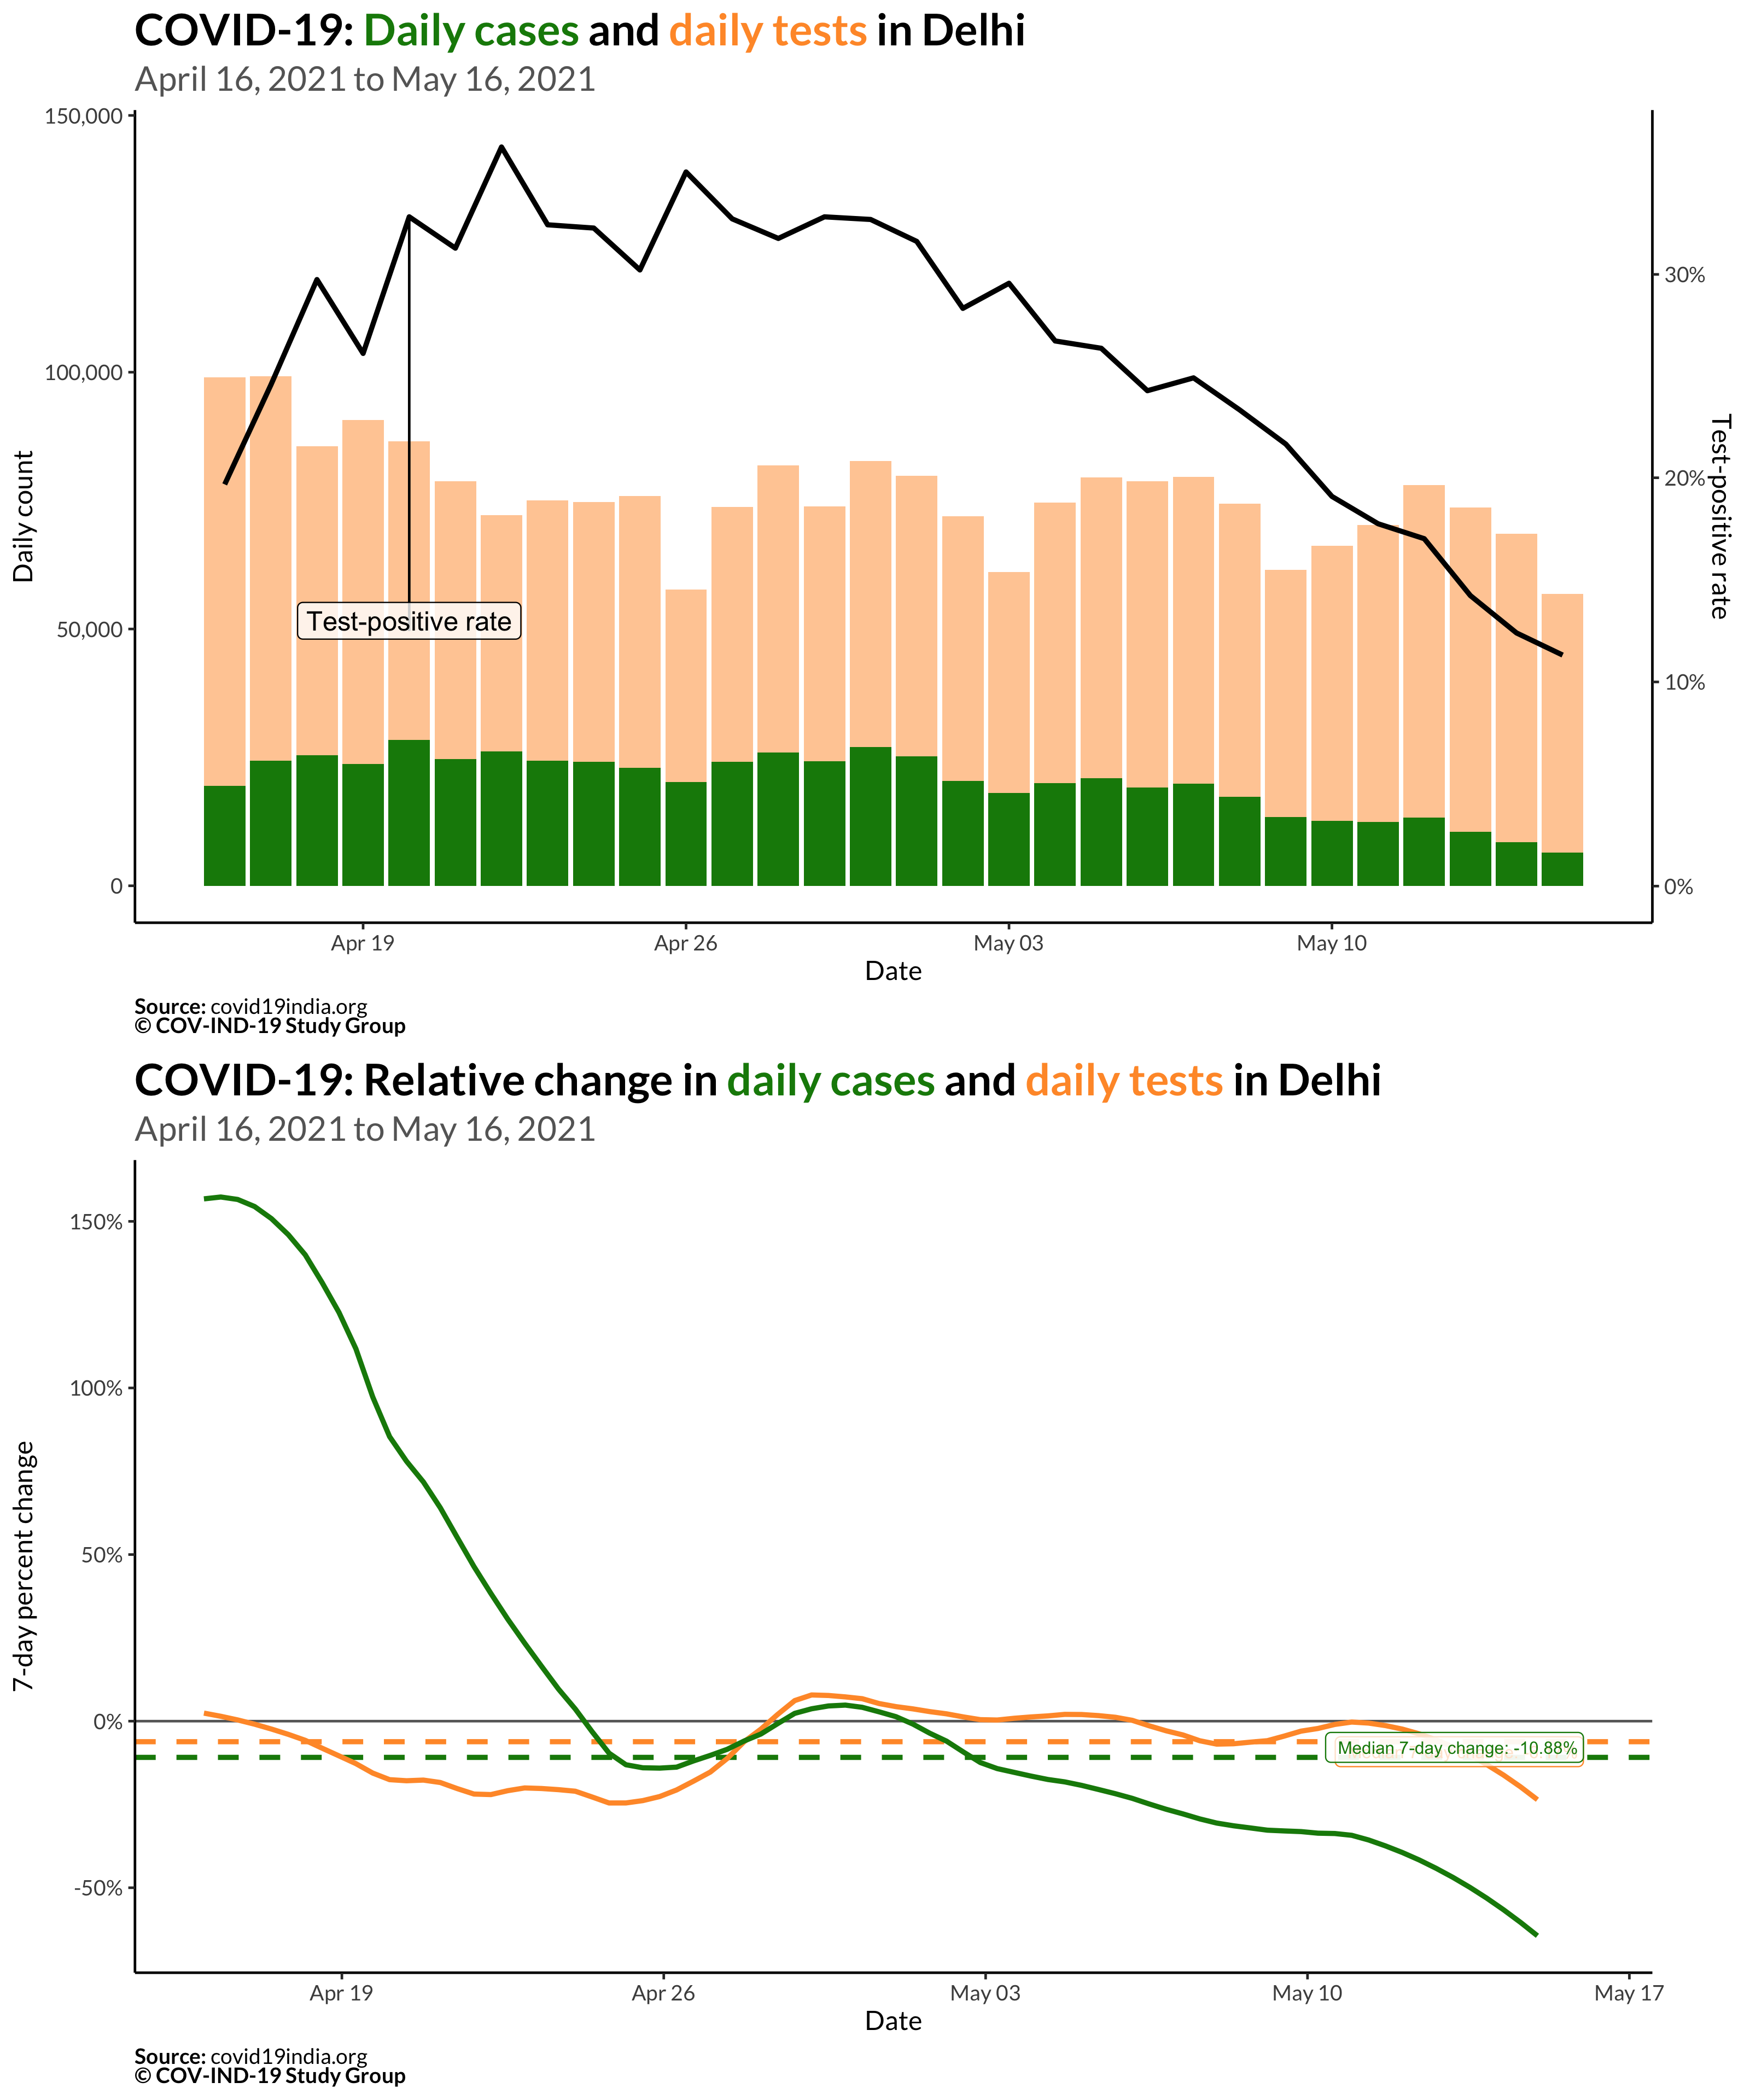 COVID-19: Daily cases and daily tests in Delhi
April 16, 2021 to May 16, 2021
150,000
100,000
50,000
0
Daily count
30%
20%
10%
0%
Test-positive rate
Test-positive rate
Apr 19
Apr 26
May 03
May 10
Date
Source: covid19india.org
© COV-IND-19 Study Group
COVID-19: Relative change in daily cases and daily tests in Delhi
April 16, 2021 to May 16, 2021
150%
100%
50%
0%
-50%
7-day percent change
Median 7-day change: -10.88%
Apr 19
Apr 26
May 03
May 10
May 17
Date
Source: covid19india.org
© COV-IND-19 Study Group